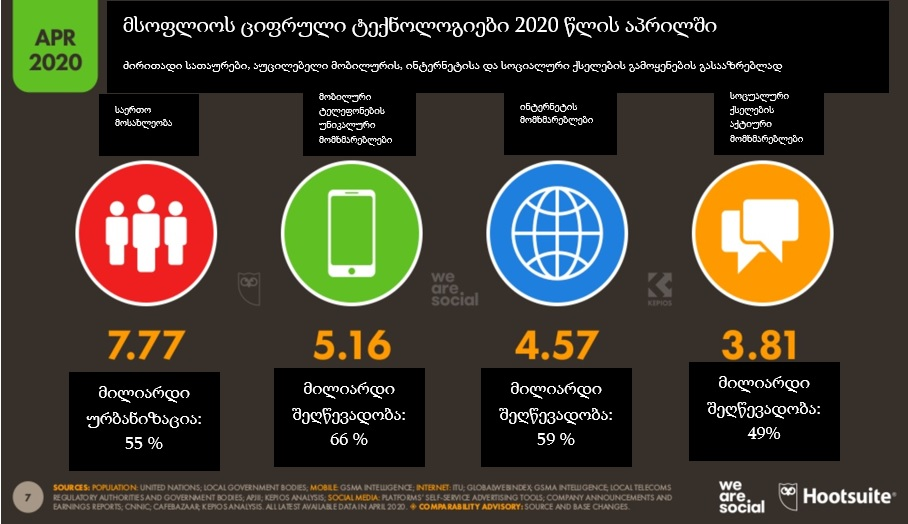 APR
2020
მსოფლიოს ციფრული ტექნოლოგიები 2020 წლის აპრილში
ძირითადი სათაურები, აუცილებელი მობილურის, ინტერნეტისა და სოციალური ქსელების გამოყენების გასააზრებლად
საერთო
მოსახლეობა
მობილური
ტელეფონების
უნიკალური
მომხმარებლები
ინტერნეტის
მომხმარებლები
სოცუალური
ქსელების
აქტიური
მომხმარებლები
we
are
social
KEPIOS
7.77
5.16
4.57
3.81
მილიარდი
ურბანიზაცია:
55 %
მილიარდი
შეღწევადობა:
66 %
მილიარდი
შეღწევადობა:
59 %
მილიარდი
შეღწევადობა:
49%
7
SOURCES: POPULATION: UNITED NATIONS; LOCAL GOVERNMENT BODIES; MOBILE: GSMA INTELLIGENCE; INTERNET: ITU; GLOBALWEBINDEX; GSMA INTELLIGENCE; LOCAL TELECOMS
REGULATORY AUTHORITIES AND GOVERNMENT BODIES; APJII; KEPIOS ANALYSIS; SOCIAL MEDIA: PLATFORMS' SELF-SERVICE ADVERTISING TOOLS; COMPANY ANNOUNCEMENTS AND
EARNINGS REPORTS; CNNIC; CAFEBAZAAR; KEPIOS ANALYSIS. ALL LATEST AVAILABLE DATA IN APRIL 2020. COMPARABILITY ADVISORY: SOURCE AND BASE CHANGES.
we
are
social
Hootsuite®